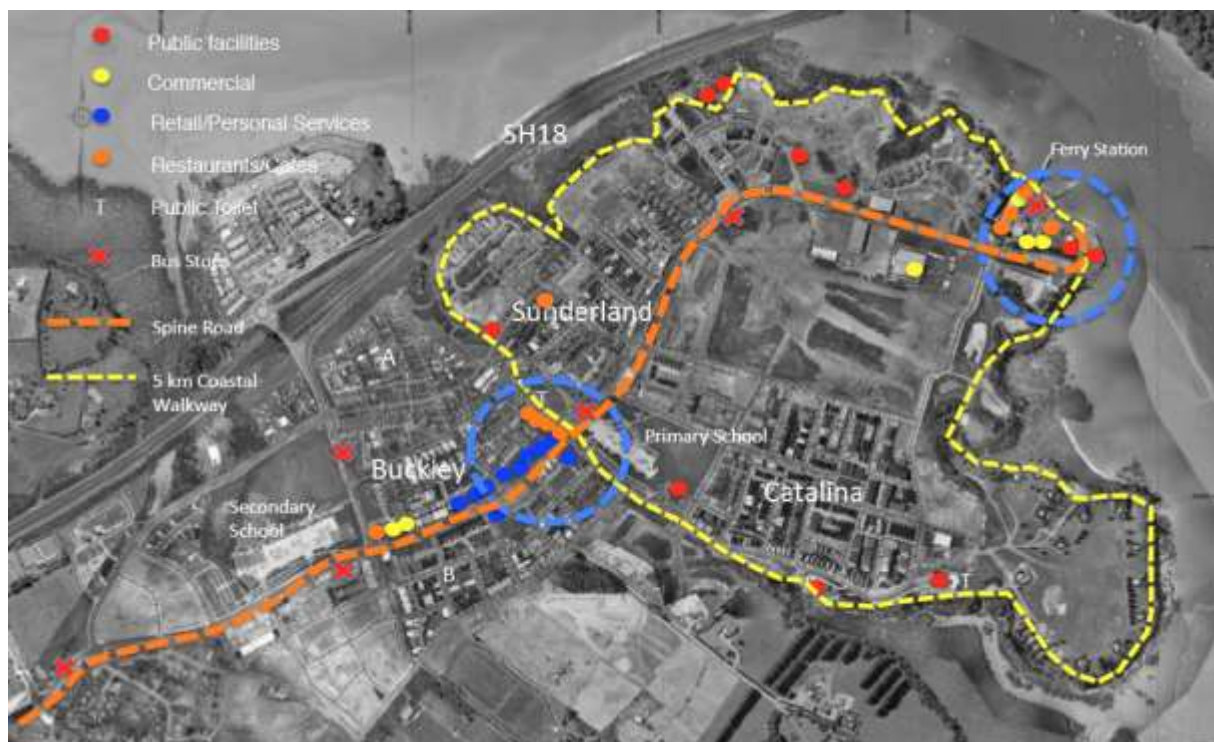 Public facilities
Commercial
Retail/Personal Services
Restaurants/Cafes
T Public Toilet
Bus Stops
Spine Road
5 km Coastal
Walkway
SH18
Ferry Station
Sunderland
A
T
Primary School
Buckley
Catalina
Secondary
School
B
T